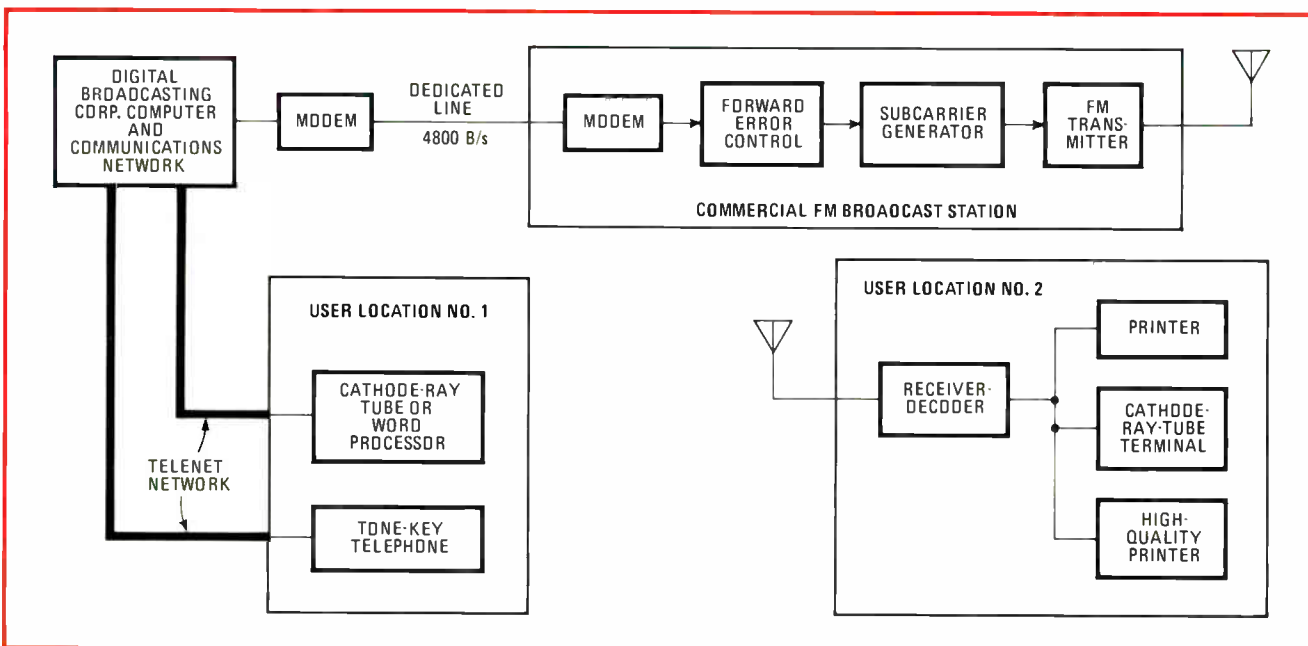 DIGITAL
BROADCASTING
CORP. COMPUTER
AND
COMMUNICATIONS
NETWORK
MODEM
DEDICATED
LINE
4800 B/s
MODEM
FORWARD
ERROR
CONTROL
SUBCARRIER
GENERATOR
FM
TRANS-
MITTER
COMMERCIAL FM BROADCAST STATION
USER LOCATION NO. 1
CATHODE-RAY
TUBE OR
WORD
PROCESSOR
TELENET
NETWORK
TONE-KEY
TELEPHONE
USER LOCATION NO. 2
RECEIVER-
DECODER
PRINTER
CATHODE-
RAY-TUBE
TERMINAL
HIGH-
QUALITY
PRINTER